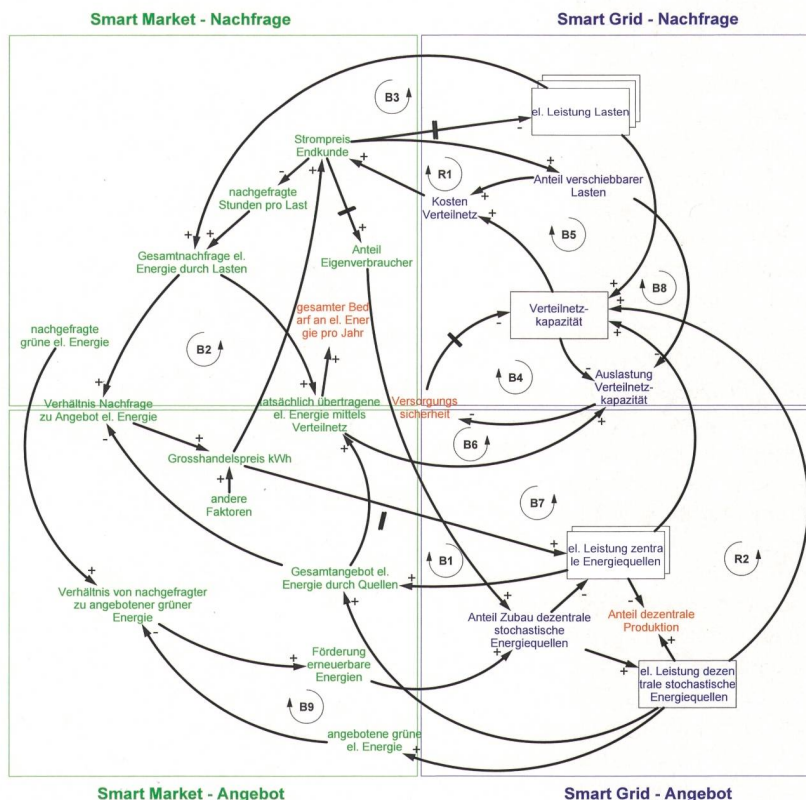 Smart Market - Nachfrage
Smart Grid - Nachfrage
B3
el. Leistung Lasten
-
Strompreis
Endkunde
+
+
+
-
R1
Anteil verschiebbarer
Lasten
nachgefragte
Stunden pro Last
+
Kosten
Verteilnetz
+
+
+
+
B5
Gesamtnachfrage el.
Energie durch Lasten
Anteil
Eigenverbraucher
B8
+
+
gesamter Bed
arf an el. Ener
gie pro Jahr
Verteilnetz-
kapazität
-
+
nachgefragte
grüne el. Energie
B2
+
B4
-
-
Auslastung
Verteilnetz-
kapazität
+
+
Verhältnis Nachfrage
zu Angebot el. Energie
tatsächlich übertragene
el. Energie mittels
Verteilnetz
Versorgungs
sicherheit
-
+
-
+
+
B6
Grosshandelspreis kWh
+
andere
Faktoren
B7
+
el. Leistung zentra
le Energiequellen
B1
R2
Gesamtangebot el.
Energie durch Quellen
+
+
Verhältnis von nachgefragter
zu angebotener grüner
Energie
-
+
+
-
-
Anteil Zubau dezentrale
stochastische
Energiequellen
Anteil dezentrale
Produktion
+
+
Förderung
erneuerbare
Energien
+
+
el. Leistung dezen
trale stochastische
Energiequellen
B9
angebotene grüne
el. Energie
+
Smart Market - Angebot
Smart Grid - Angebot